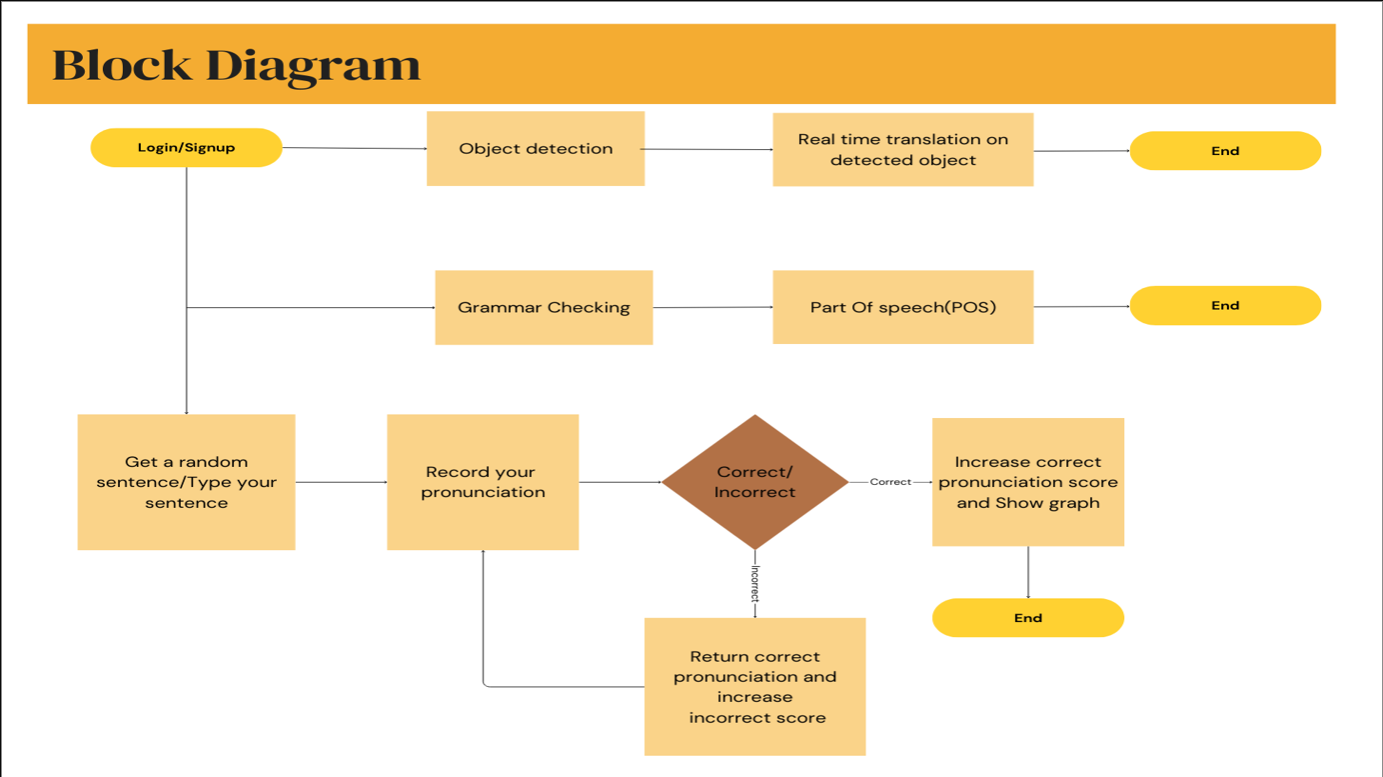 Block Diagram
Login/Signup
Object detection
Real time translation on
detected object
End
Grammar Checking
Part Of speech(POS)
End
Get a random
sentence/Type your
sentence
Record your
pronunciation
Correct/
Incorrect
Correct
Increase correct
pronunciation score
and Show graph
Incorrect
End
Return correct
pronunciation and
increase
incorrect score